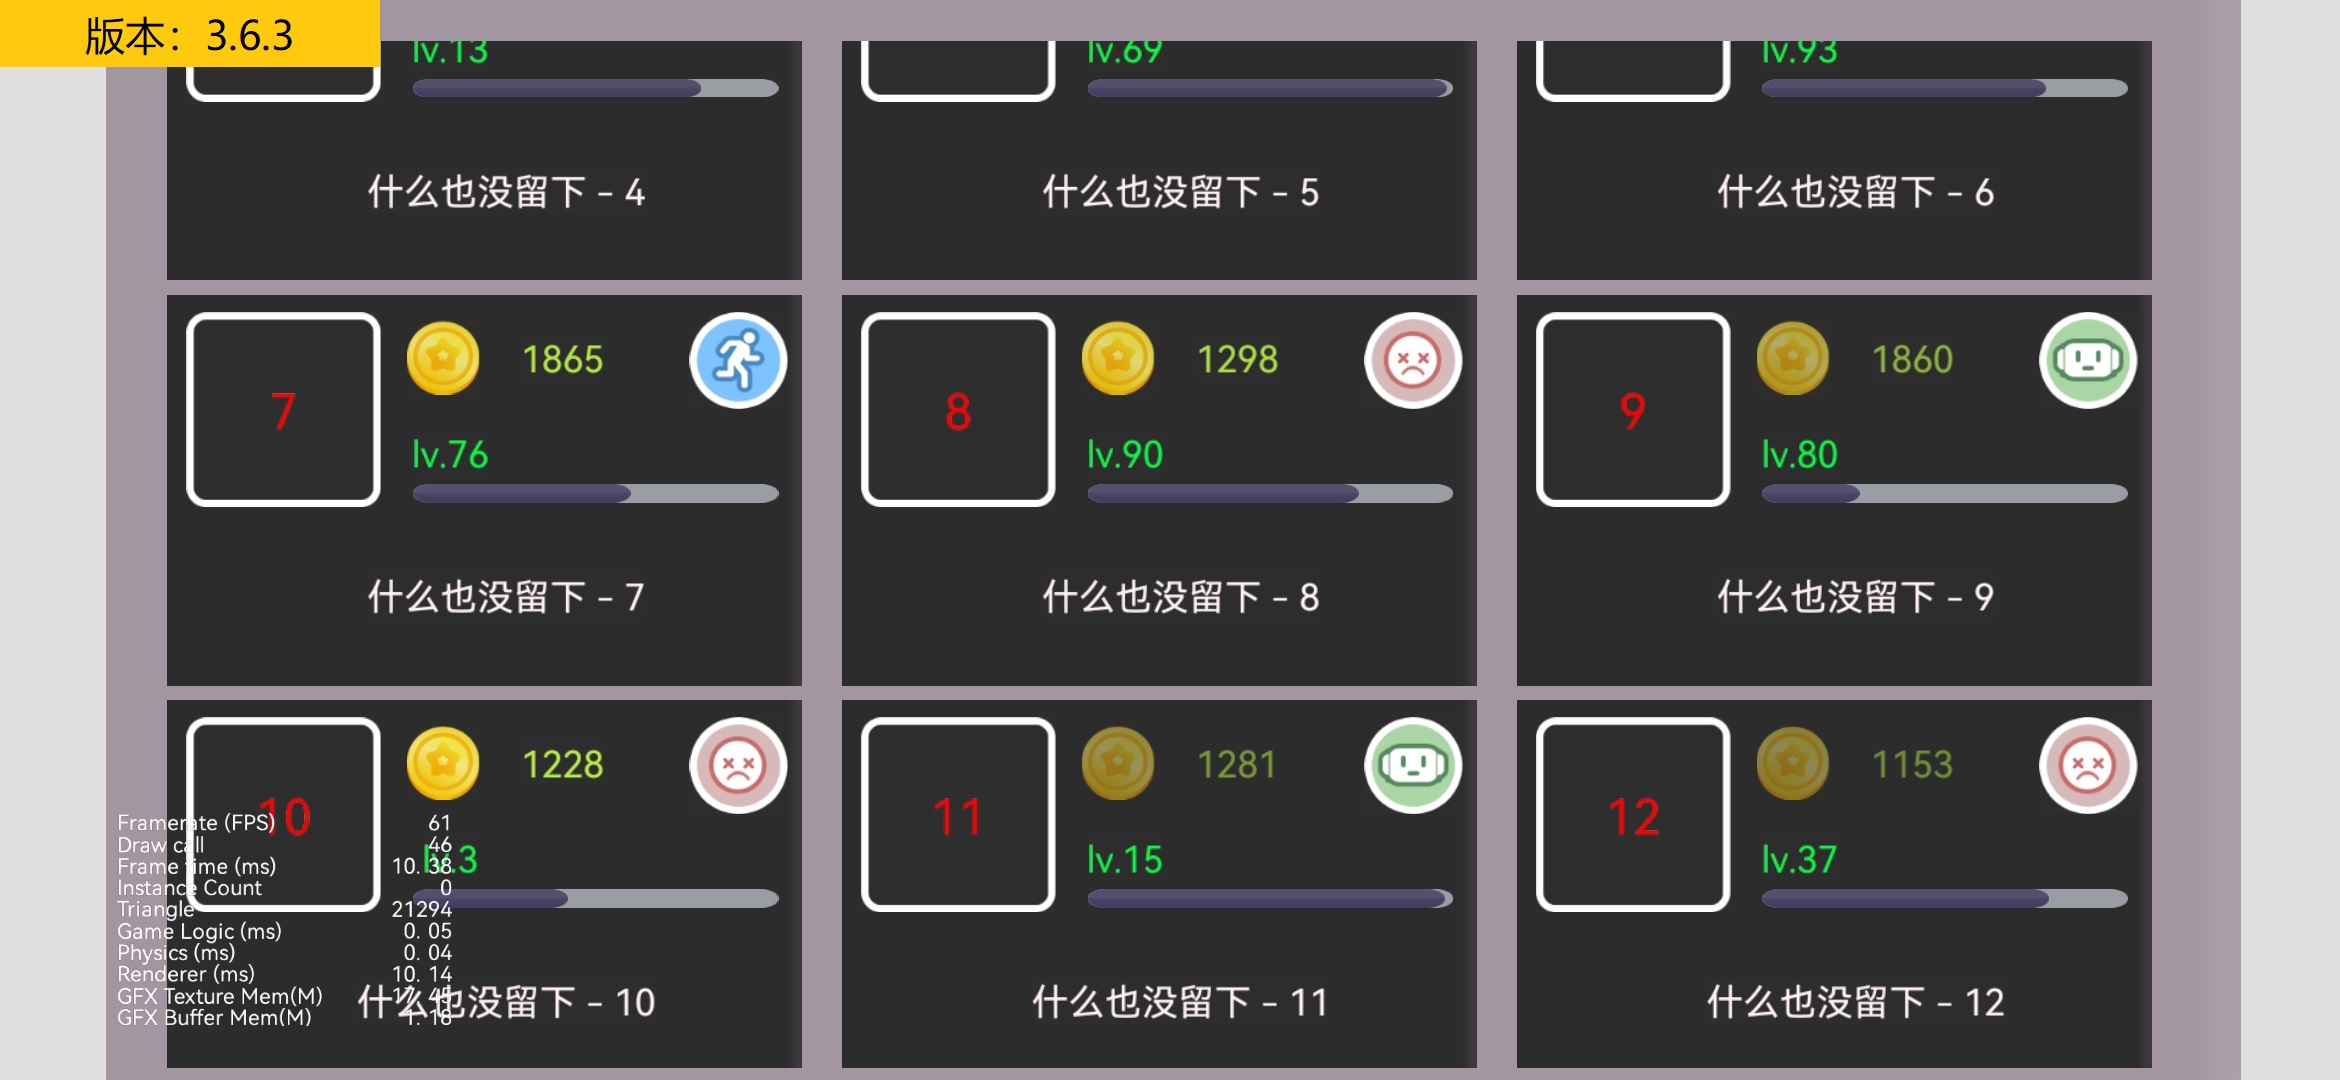 版本：3.6.3
lv.13
lv.69
lv.93
什么也没留下 - 4
什么也没留下 - 5
什么也没留下 - 6
7
1865
lv.76
什么也没留下 - 7
8
1298
lv.90
什么也没留下 - 8
9
1860
lv.80
什么也没留下 - 9
10
1228
lv.3
什么也没留下 - 10
11
1281
lv.15
什么也没留下 - 11
12
1153
lv.37
什么也没留下 - 12
Framerate (FPS) 61
Draw call 46
Frame time (ms) 10.38
Instance Count 0
Triangle 21294
Game Logic (ms) 0.05
Physics (ms) 0.04
Renderer (ms) 10.14
GFX Texture Mem(M)
GFX Buffer Mem(M)